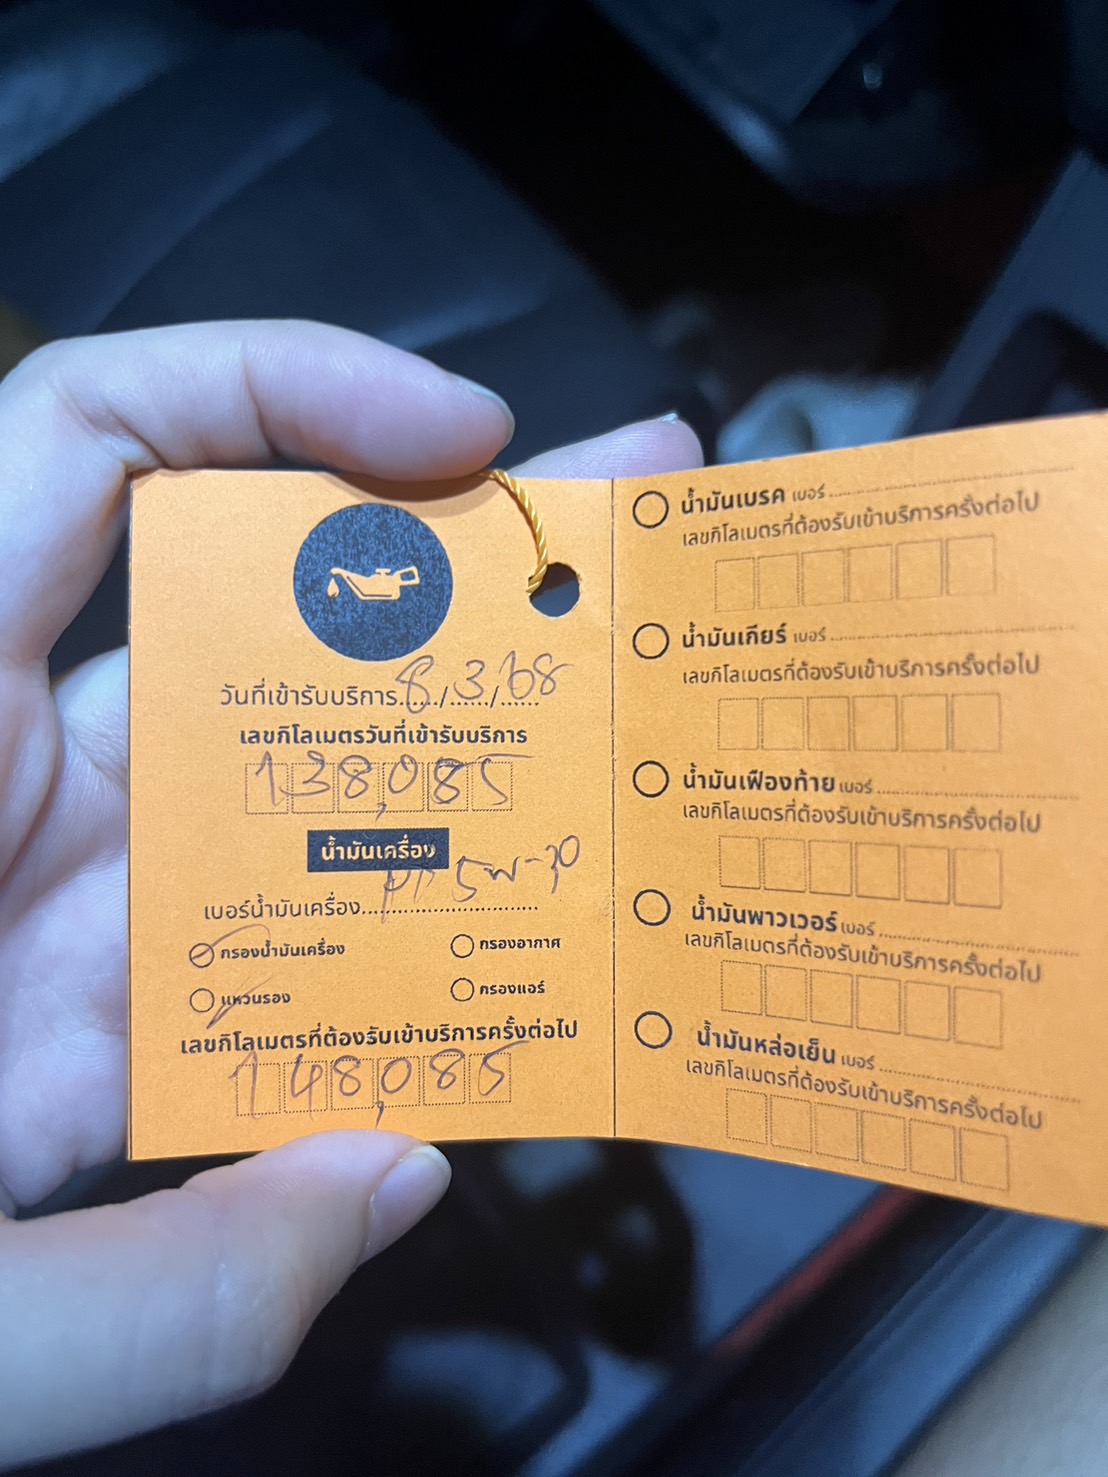 วันที่เข้ารับบริการ 8/3/68
เลขกิโลเมตรวันที่เข้ารับบริการ
138,085
น้ำมันเครื่อง
เบอร์น้ำมันเครื่อง 5W-30
กรองน้ำมันเครื่อง กรองอากาศ
แหวนรอง กรองแอร์
เลขกิโลเมตรที่ต้องรับเข้าบริการครั้งต่อไป
148,085
น้ำมันเบรค เบอร์
เลขกิโลเมตรที่ต้องรับเข้าบริการครั้งต่อไป
น้ำมันเกียร์ เบอร์
เลขกิโลเมตรที่ต้องรับเข้าบริการครั้งต่อไป
น้ำมันเฟืองท้าย เบอร์
เลขกิโลเมตรที่ต้องรับเข้าบริการครั้งต่อไป
น้ำมันพาวเวอร์ เบอร์
เลขกิโลเมตรที่ต้องรับเข้าบริการครั้งต่อไป
น้ำมันหล่อเย็น เบอร์
เลขกิโลเมตรที่ต้องรับเข้าบริการครั้งต่อไป